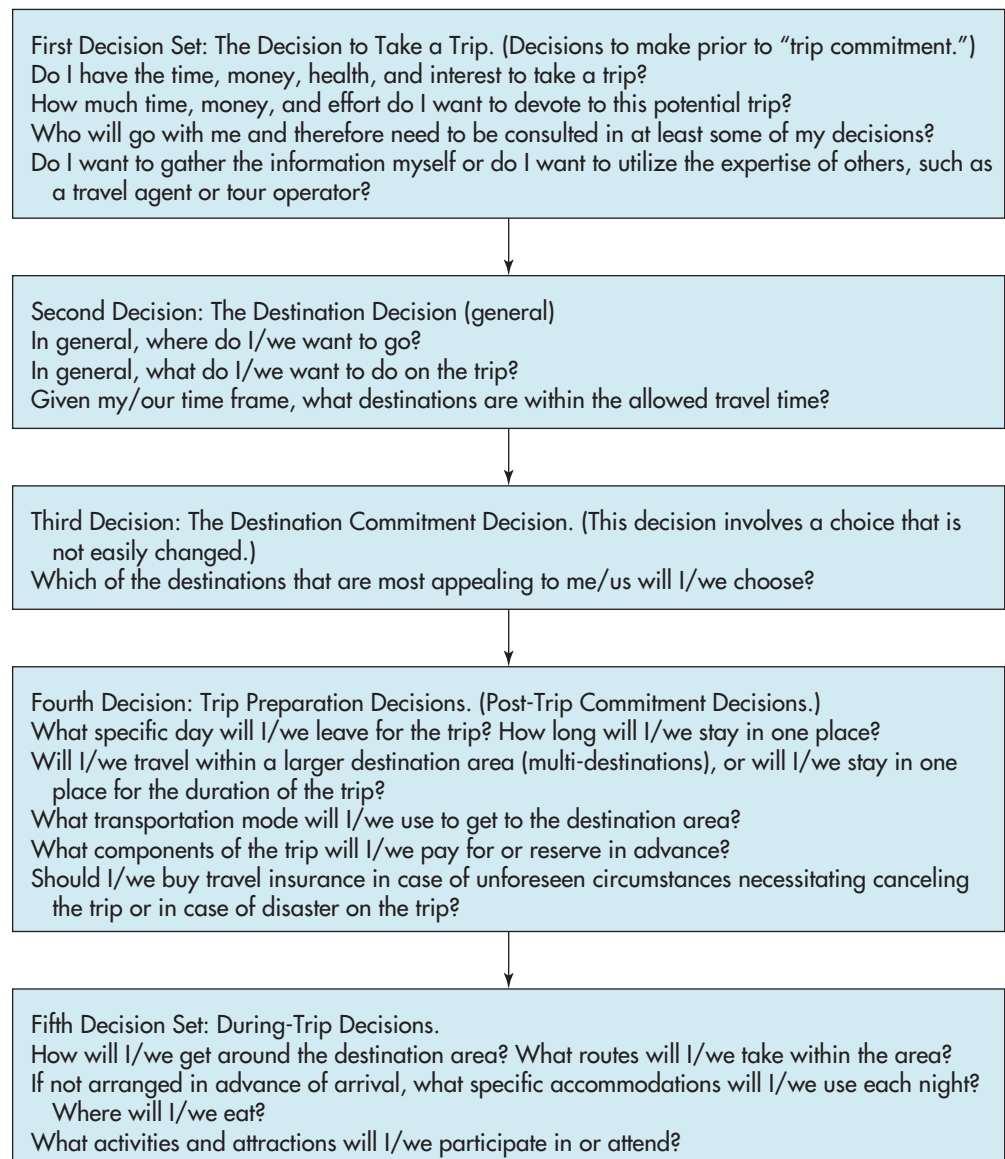 First Decision Set: The Decision to Take a Trip. (Decisions to make prior to “trip commitment.”)
Do I have the time, money, health, and interest to take a trip?
How much time, money, and effort do I want to devote to this potential trip?
Who will go with me and therefore need to be consulted in at least some of my decisions?
Do I want to gather the information myself or do I want to utilize the expertise of others, such as
a travel agent or tour operator?
Second Decision: The Destination Decision (general)
In general, where do I/we want to go?
In general, what do I/we want to do on the trip?
Given my/our time frame, what destinations are within the allowed travel time?
Third Decision: The Destination Commitment Decision. (This decision involves a choice that is
not easily changed.)
Which of the destinations that are most appealing to me/us will I/we choose?
Fourth Decision: Trip Preparation Decisions. (Post-Trip Commitment Decisions.)
What specific day will I/we leave for the trip? How long will I/we stay in one place?
Will I/we travel within a larger destination area (multi-destinations), or will I/we stay in one
place for the duration of the trip?
What transportation mode will I/we use to get to the destination area?
What components of the trip will I/we pay for or reserve in advance?
Should I/we buy travel insurance in case of unforeseen circumstances necessitating canceling
the trip or in case of disaster on the trip?
Fifth Decision Set: During-Trip Decisions.
How will I/we get around the destination area? What routes will I/we take within the area?
If not arranged in advance of arrival, what specific accommodations will I/we use each night?
Where will I/we eat?
What activities and attractions will I/we participate in or attend?